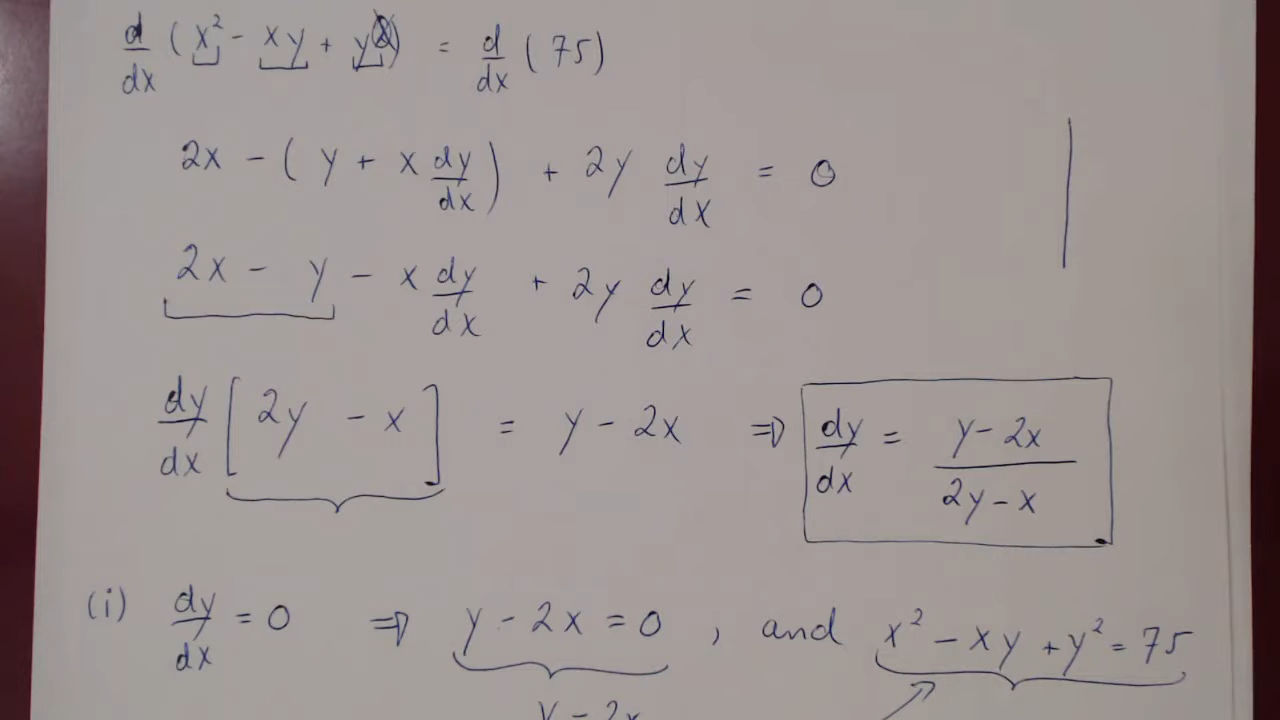 d/dx ( x² - xy + y² ) = d/dx ( 75 )
2x - ( y + x dy/dx ) + 2y dy/dx = 0
2x - y - x dy/dx + 2y dy/dx = 0
dy/dx [ 2y - x ] = y - 2x ⇒ dy/dx = (y - 2x)/(2y - x)
(i) dy/dx = 0 ⇒ y - 2x = 0 , and x² - xy + y² = 75
y = 2x